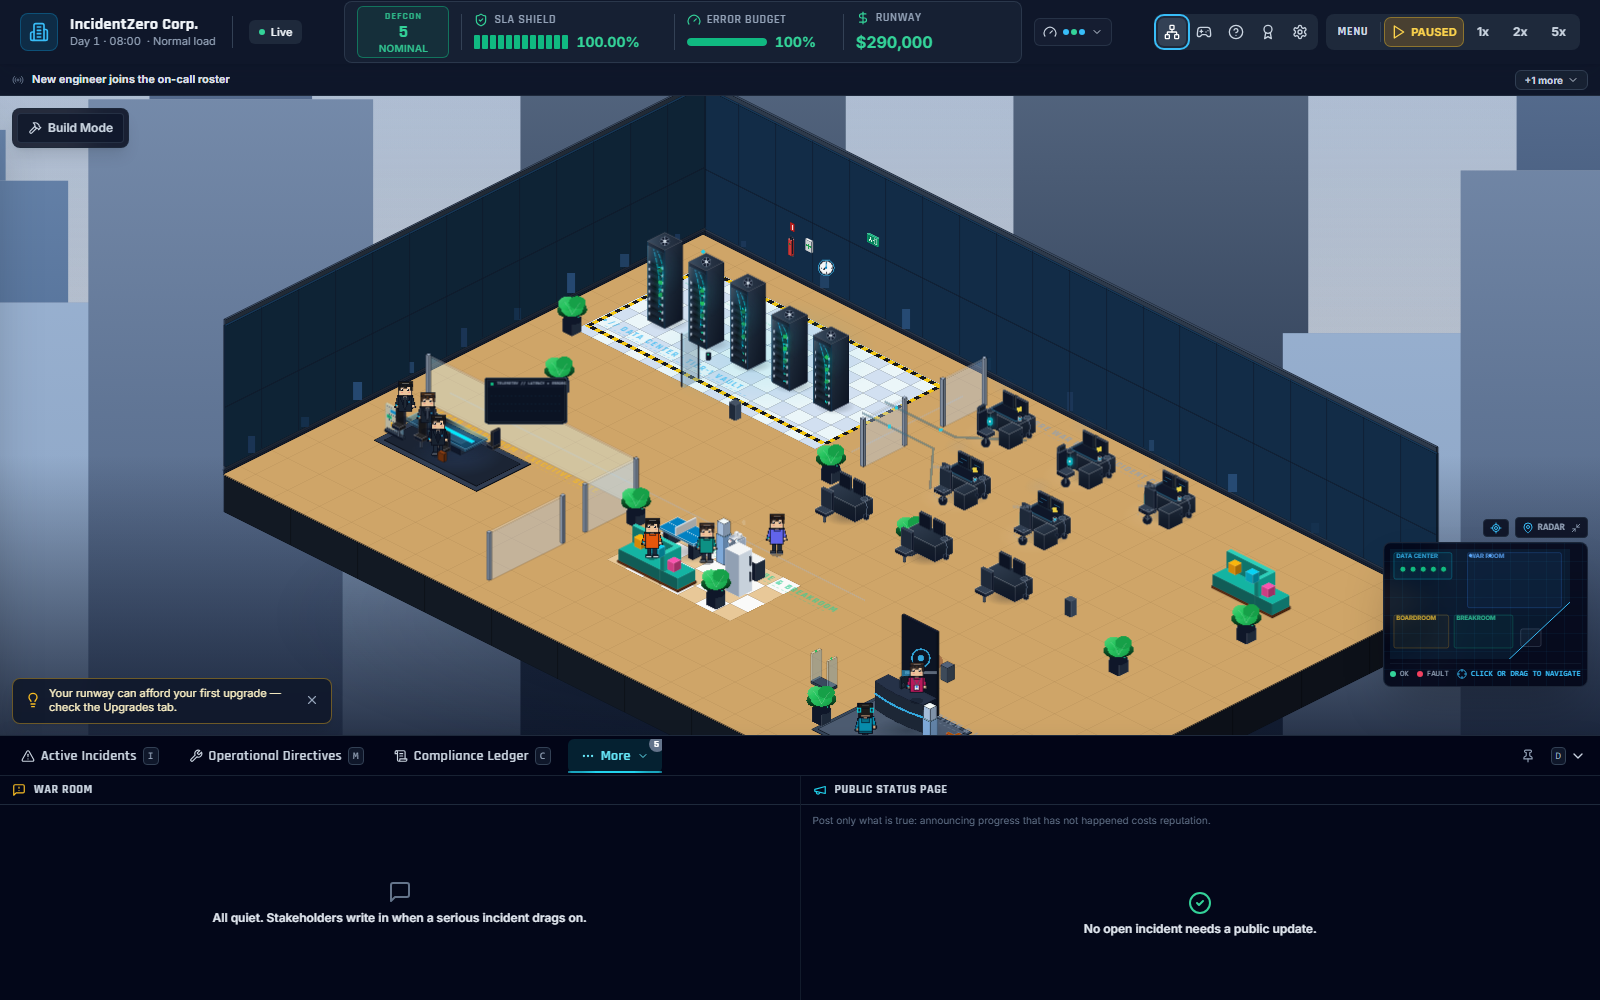 IncidentZero Corp.
Day 1 · 08:00 · Normal load
Live
DEFCON
5
NOMINAL
SLA SHIELD
100.00%
ERROR BUDGET
100%
RUNWAY
$290,000
MENU
PAUSED
1x
2x
5x
New engineer joins the on-call roster
+1 more
Build Mode
DATA CENTER
VAULT
RADAR
DATA CENTER
WAR ROOM
BOARDROOM
BREAKROOM
OK
FAULT
CLICK OR DRAG TO NAVIGATE
Your runway can afford your first upgrade —
check the Upgrades tab.
Active Incidents
I
Operational Directives
M
Compliance Ledger
C
More
5
D
WAR ROOM
PUBLIC STATUS PAGE
Post only what is true: announcing progress that has not happened costs reputation.
All quiet. Stakeholders write in when a serious incident drags on.
No open incident needs a public update.